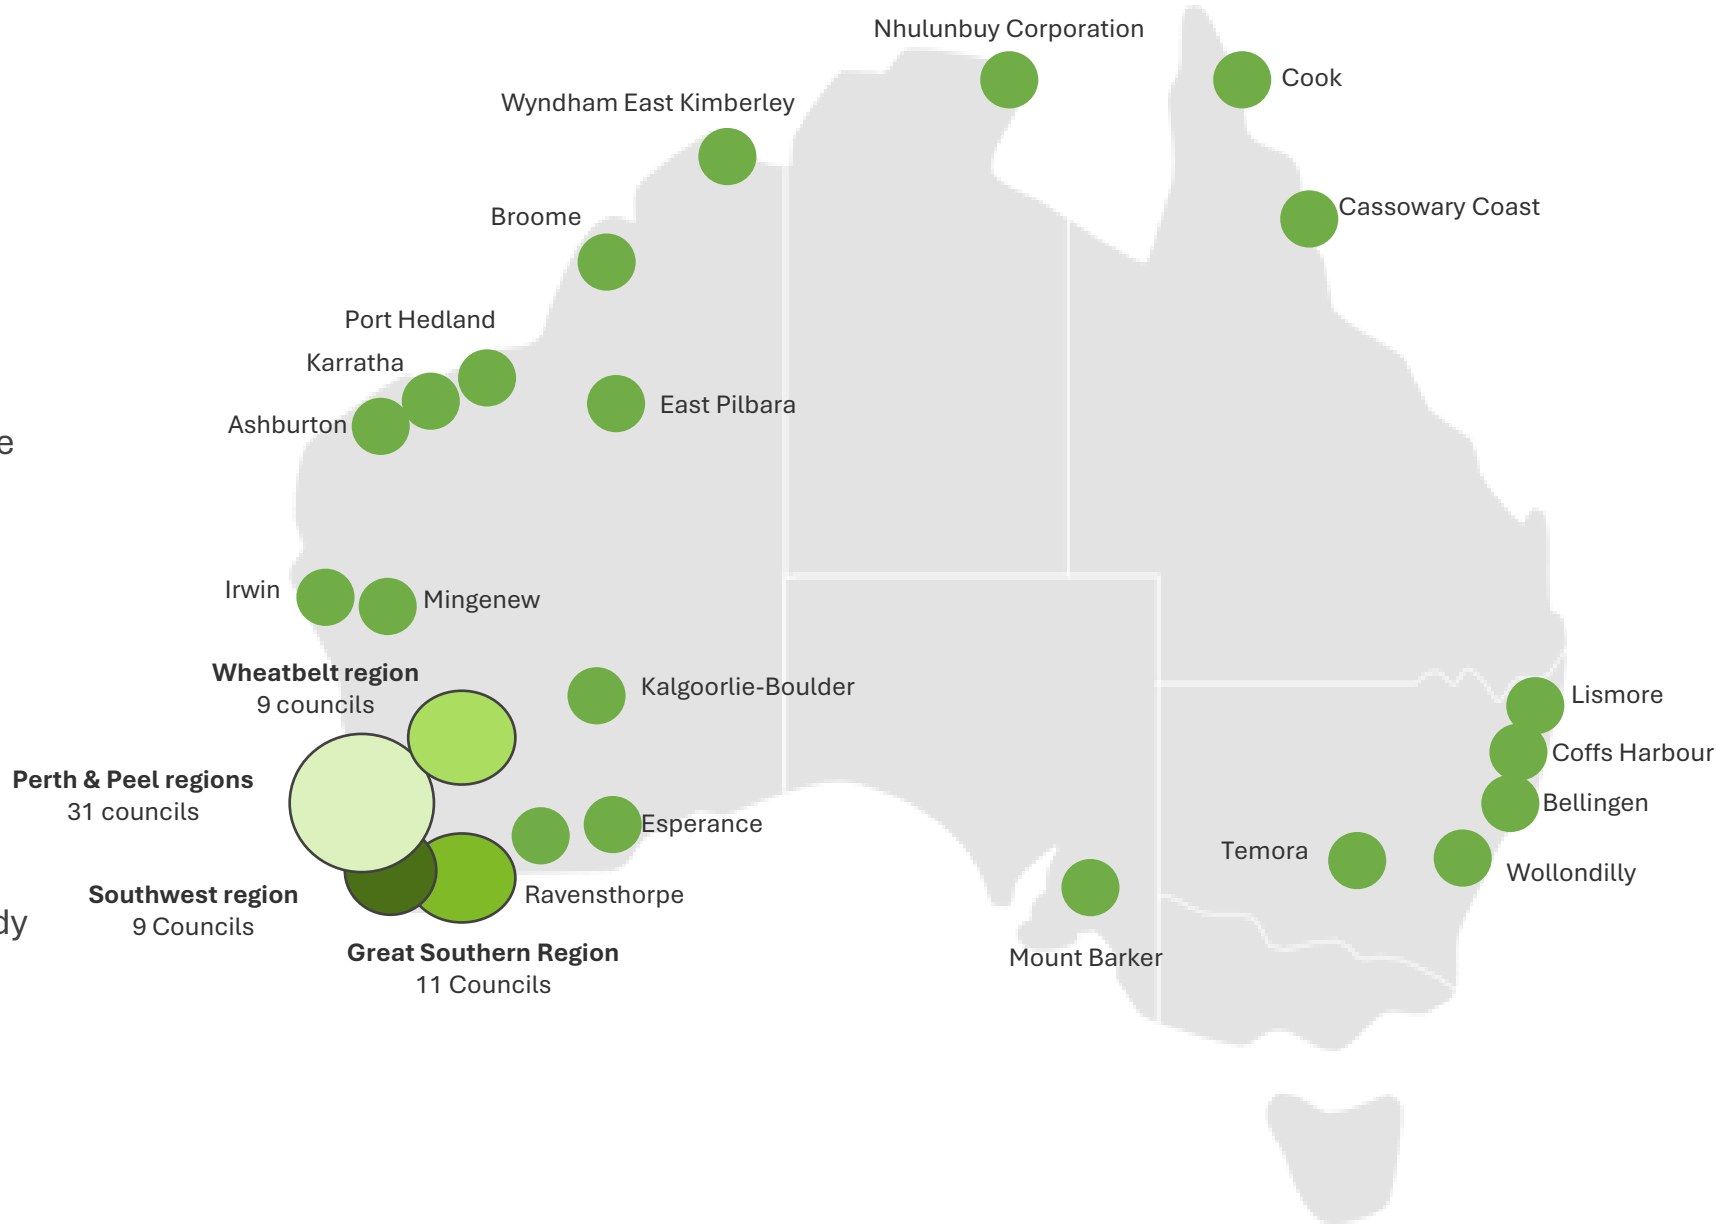 Nhulunbuy Corporation
Cook
Wyndham East Kimberley
Cassowary Coast
Broome
Port Hedland
Karratha
East Pilbara
Ashburton
e
Irwin
Mingenew
Wheatbelt region
9 councils
Kalgoorlie-Boulder
Lismore
Coffs Harbour
Perth & Peel regions
31 councils
Bellingen
Esperance
Temora
Wollondilly
Southwest region
9 Councils
Ravensthorpe
dy
Great Southern Region
11 Councils
Mount Barker